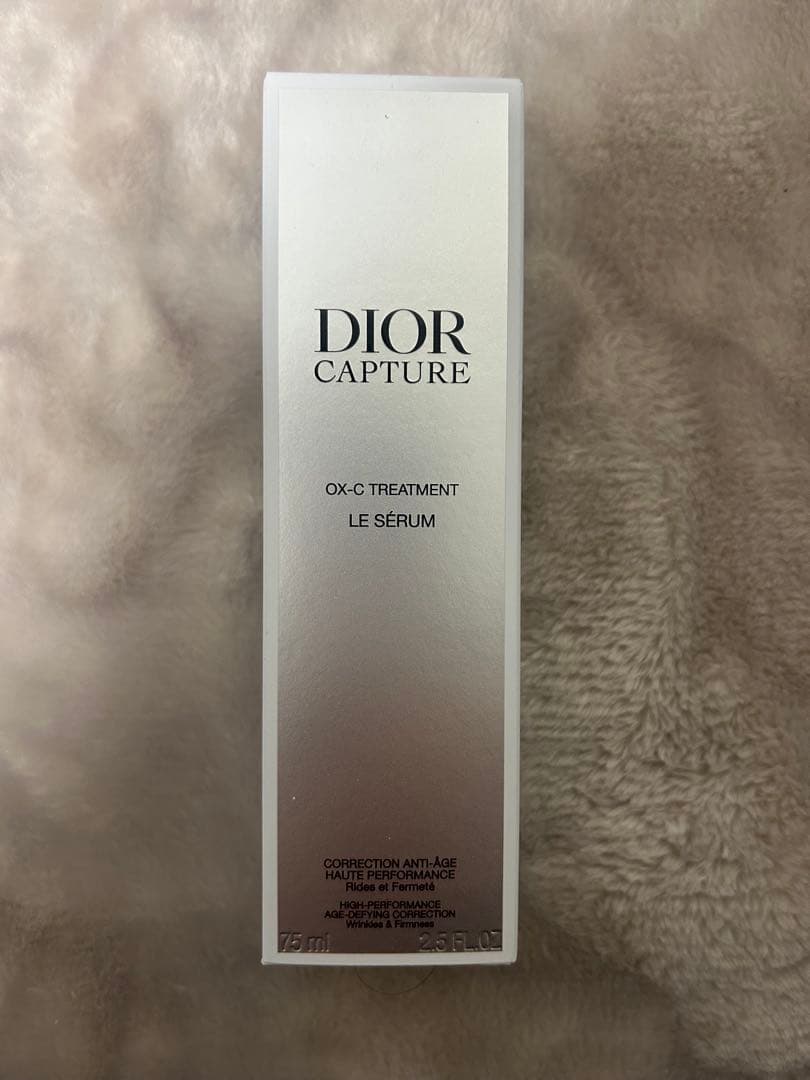 DIOR
CAPTURE
OX-C TREATMENT
LE SÉRUM
CORRECTION ANTI-ÂGE
HAUTE PERFORMANCE
Rides et Fermeté
HIGH-PERFORMANCE
AGE-DEFYING CORRECTION
Wrinkles & Firmness
75 ml 2.5 FL.OZ